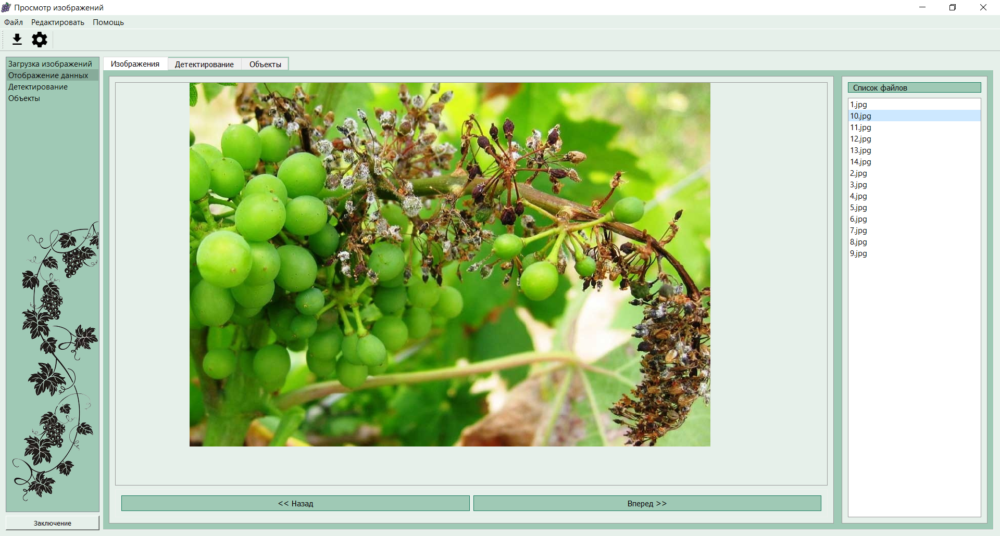 Просмотр изображений
Файл Редактировать Помощь
Загрузка изображений
Отображение данных
Детектирование
Объекты
Изображения Детектирование Объекты
Список файлов
1.jpg
10.jpg
11.jpg
12.jpg
13.jpg
14.jpg
2.jpg
3.jpg
4.jpg
5.jpg
6.jpg
7.jpg
8.jpg
9.jpg
<< Назад
Вперед >>
Заключение